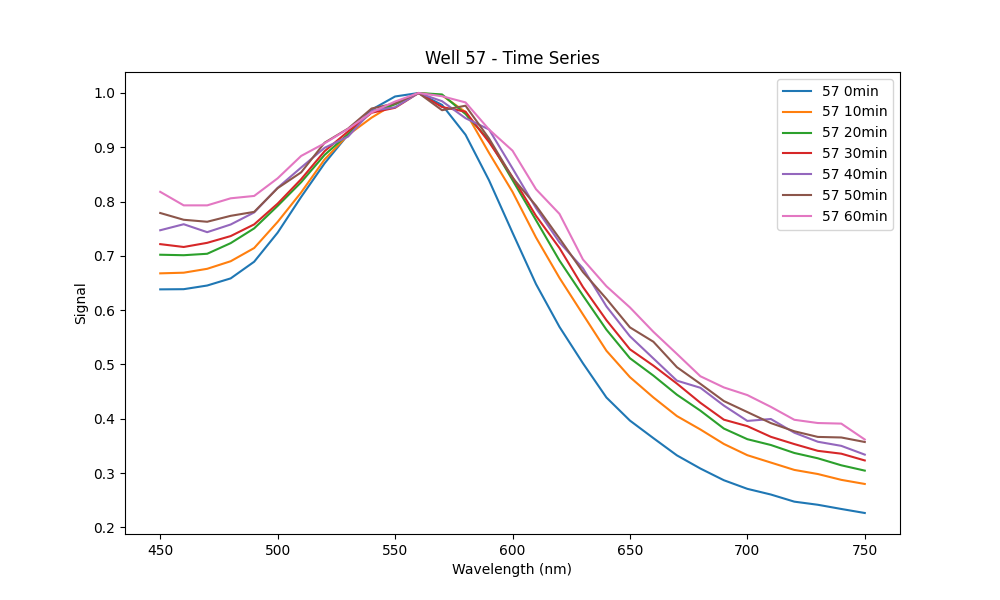 Well 57 - Time Series
Signal
1.0
0.9
0.8
0.7
0.6
0.5
0.4
0.3
0.2
57 0min
57 10min
57 20min
57 30min
57 40min
57 50min
57 60min
450 500 550 600 650 700 750
Wavelength (nm)